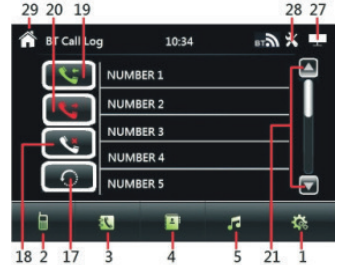 29 20 19 28 27
BT Call Log 10:34 BT
NUMBER 1
NUMBER 2
NUMBER 3
NUMBER 4
NUMBER 5
18 2 17 3 4 5 21 1